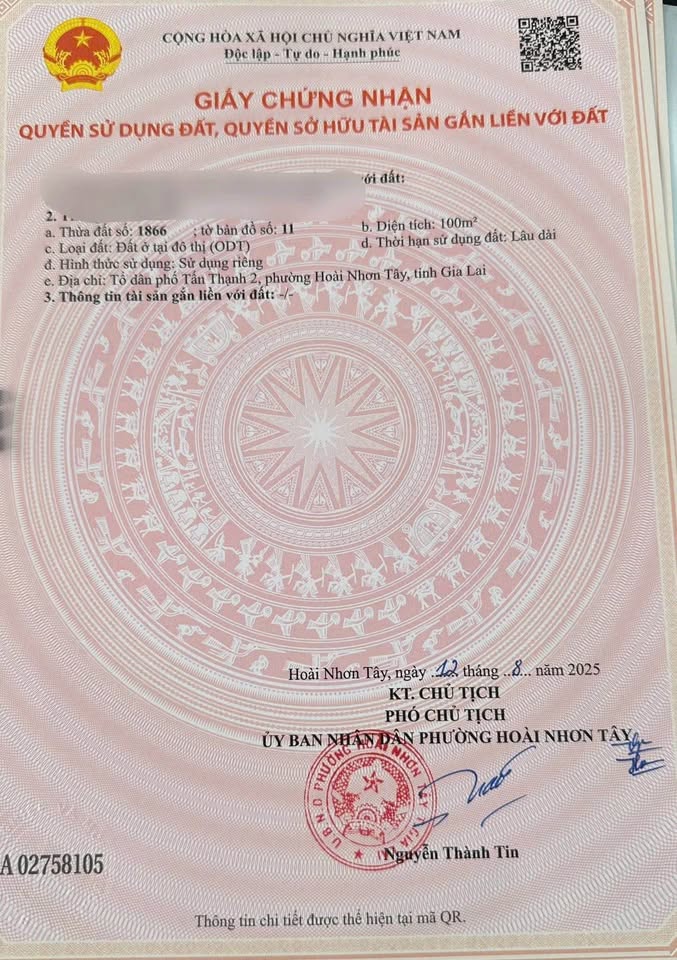 CỘNG HÒA XÃ HỘI CHỦ NGHĨA VIỆT NAM
Độc lập - Tự do - Hạnh phúc
GIẤY CHỨNG NHẬN
QUYỀN SỬ DỤNG ĐẤT, QUYỀN SỞ HỮU TÀI SẢN GẮN LIỀN VỚI ĐẤT
với đất:
2.
a. Thửa đất số: 1866 ; tờ bản đồ số: 11 b. Diện tích: 100m²
c. Loại đất: Đất ở tại đô thị (ODT) d. Thời hạn sử dụng đất: Lâu dài
đ. Hình thức sử dụng: Sử dụng riêng
e. Địa chỉ: Tổ dân phố Tấn Thạnh 2, phường Hoài Nhơn Tây, tỉnh Gia Lai
3. Thông tin tài sản gắn liền với đất: -/-
Hoài Nhơn Tây, ngày ..12 tháng ..8... năm 2025
KT. CHỦ TỊCH
PHÓ CHỦ TỊCH
ỦY BAN NHÂN DÂN PHƯỜNG HOÀI NHƠN TÂY
U.B.N.D PHƯỜNG HOÀI NHƠN TÂY
Nguyễn Thành Tin
A 02758105
Thông tin chi tiết được thể hiện tại mã QR.